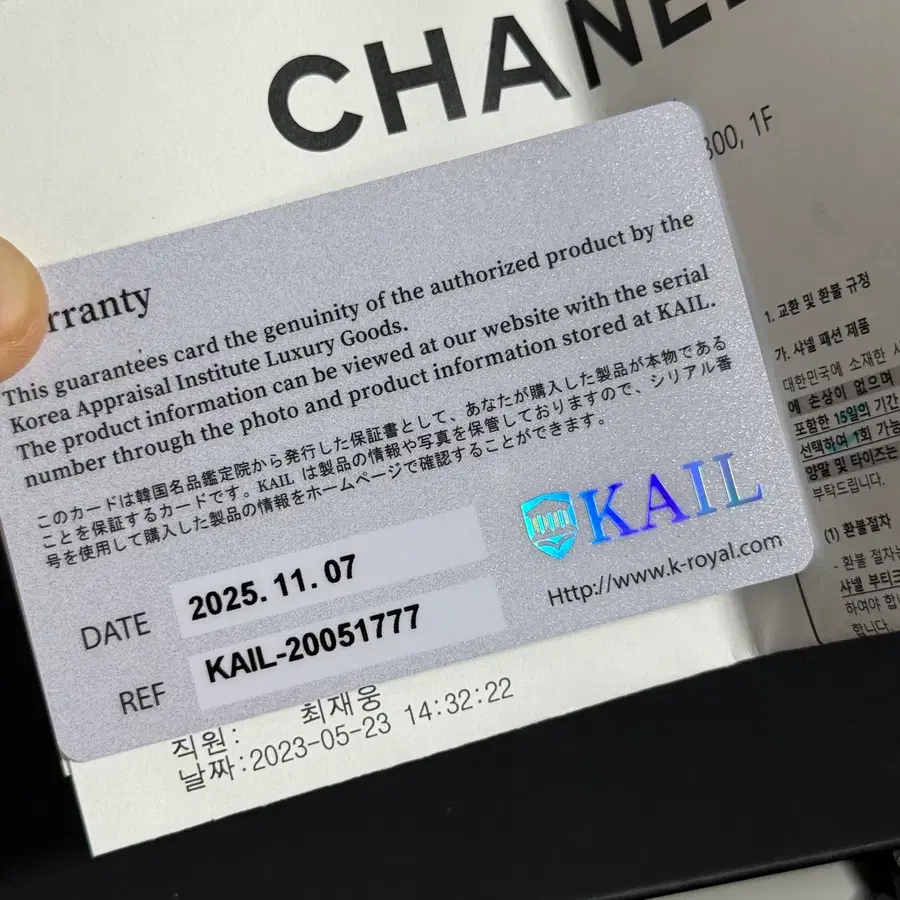 CHANEL
300, 1F
rranty
This guarantees card the genuinity of the authorized product by the
Korea Appraisal Institute Luxury Goods.
The product information can be viewed at our website with the serial
number through the photo and product information stored at KAIL.
このカードは韓国名品鑑定院から発行した保証書として、あなたが購入した製品が本物である
ことを保証するカードです。KAIL は製品の情報や写真を保管しておりますので、シリアル番
号を使用して購入した製品の情報をホームページで確認することができます。
KAIL
Http://www.k-royal.com
DATE 2025. 11. 07
REF KAIL-20051777
직원: 최재웅
날짜:2023-05-23 14:32:22
1. 교환 및 환불 규정
가. 샤넬 패션 제품
대한민국에 소재한
에 손상이 없으며
포함한 15일의 기간
선택하여 1회 가능
양말 및 타이즈는
부탁드립니다.
(1) 환불절차
- 환불 절차는
샤넬 부티크
하여야 합니
합니다.